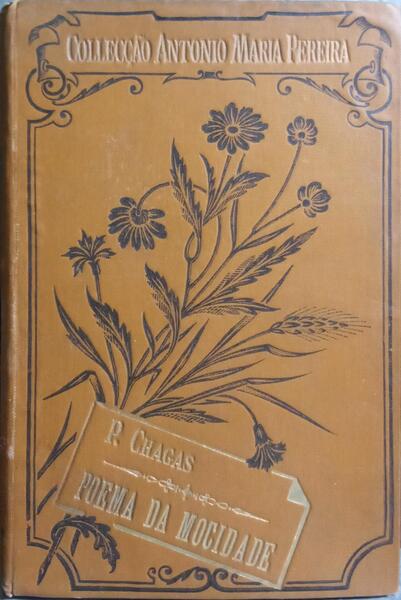 COLLECÇÃO ANTONIO MARIA PEREIRA
P. CHAGAS
POEMA DA MOCIDADE